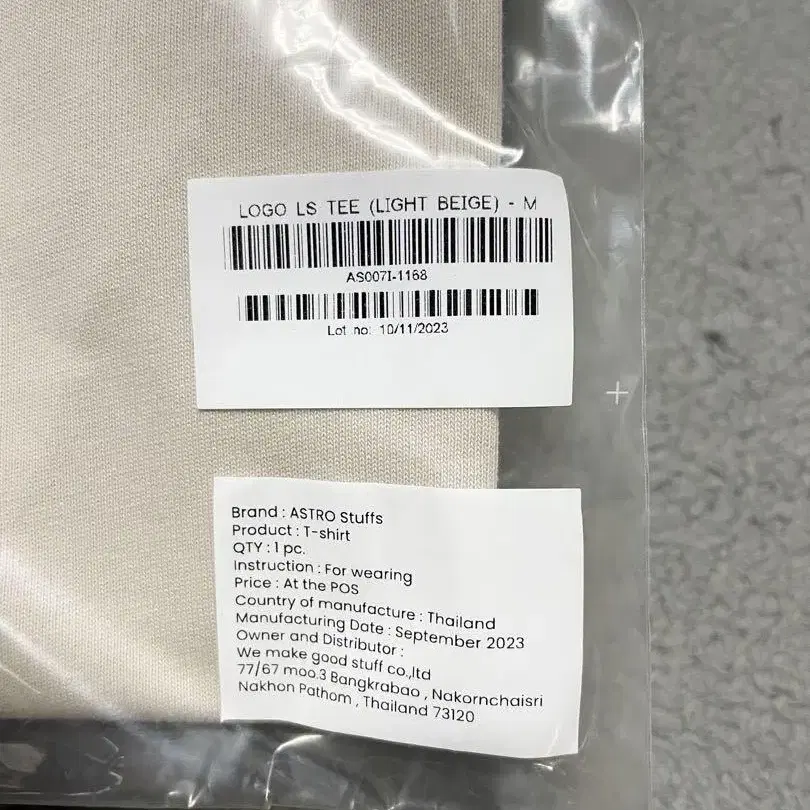 LOGO LS TEE (LIGHT BEIGE) - M
AS007I-1168
Lot no: 10/11/2023
Brand : ASTRO Stuffs
Product : T-shirt
QTY : 1 pc.
Instruction : For wearing
Price : At the POS
Country of manufacture : Thailand
Manufacturing Date : September 2023
Owner and Distributor :
We make good stuff co.,ltd
77/67 moo.3 Bangkrabao , Nakornchaisri
Nakhon Pathom , Thailand 73120